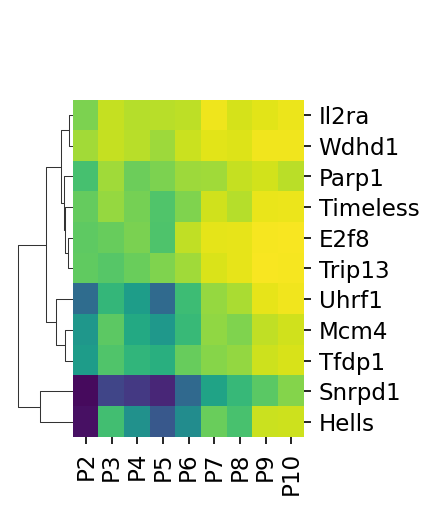 Il2ra
Wdhd1
Parp1
Timeless
E2f8
Trip13
Uhrf1
Mcm4
Tfdp1
Snrpd1
Hells
P2 P3 P4 P5 P6 P7 P8 P9 P10